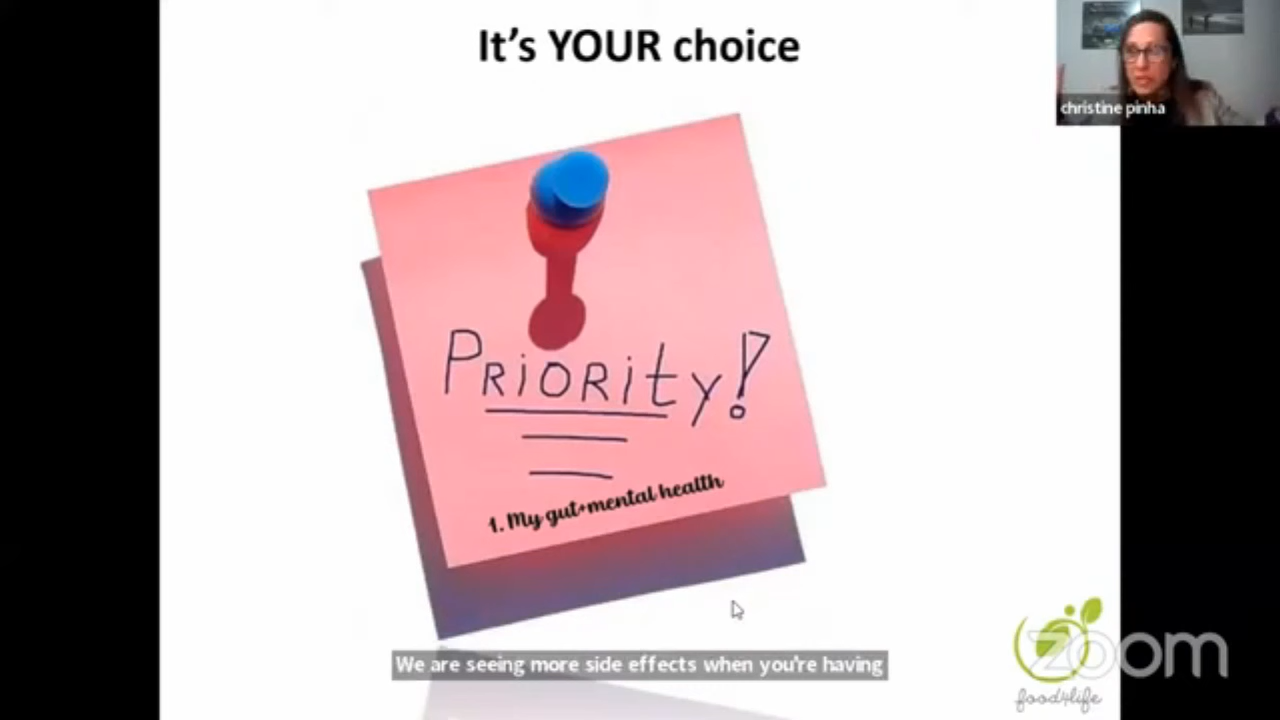 It's YOUR choice
christine pinha
PRiORity!
1. My gut+mental health
We are seeing more side effects when you're having
zoom
food4life